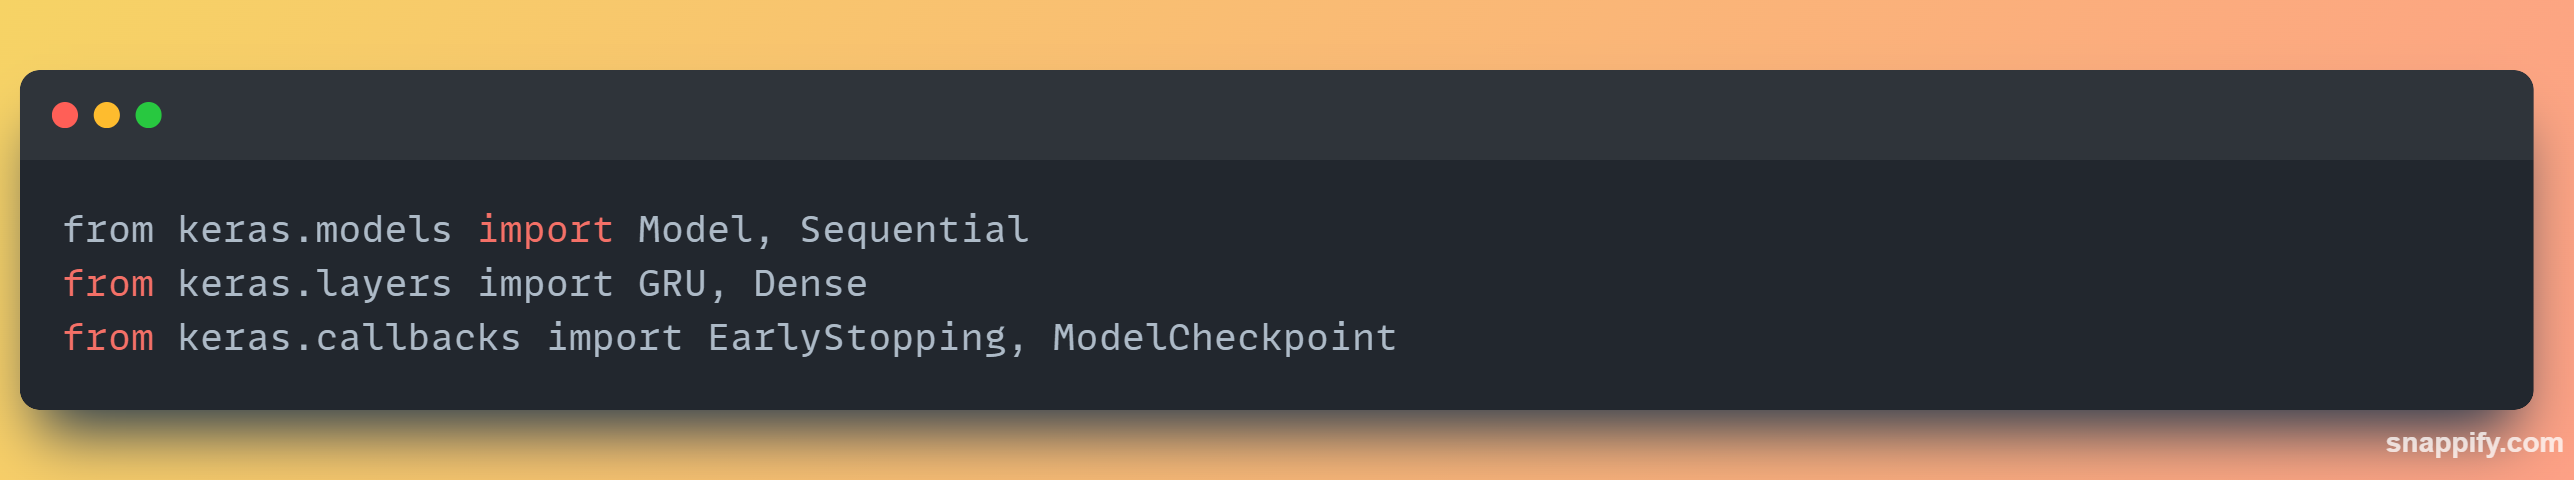 from keras.models import Model, Sequential
from keras.layers import GRU, Dense
from keras.callbacks import EarlyStopping, ModelCheckpoint
snappify.com